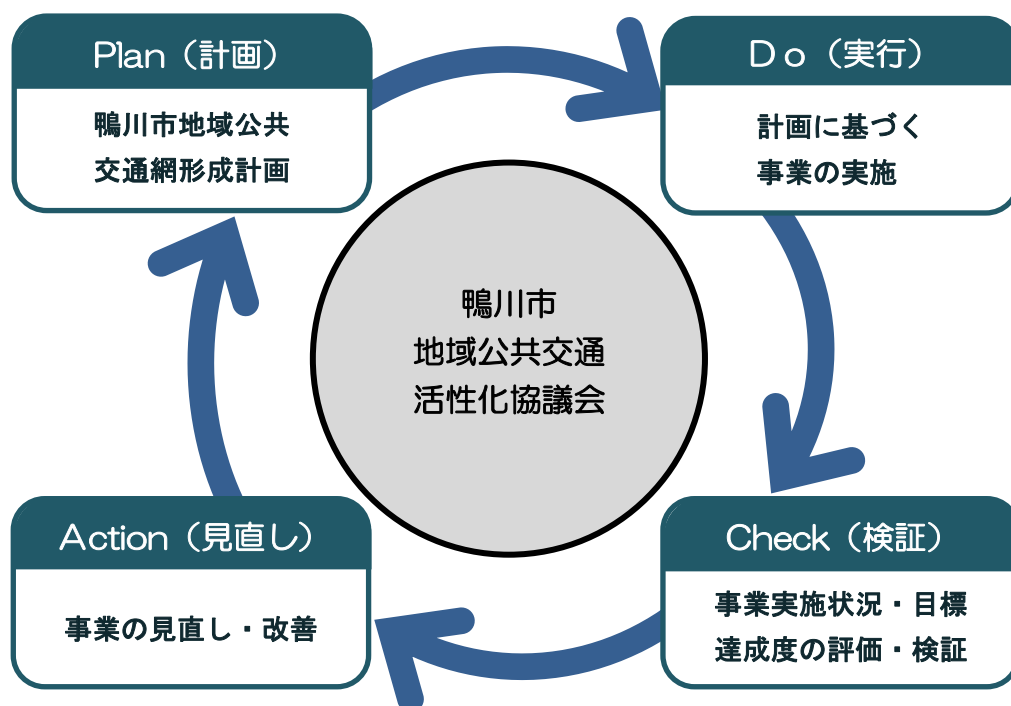 Plan（計画）
鴨川市地域公共
交通網形成計画
Ｄｏ（実行）
計画に基づく
事業の実施
鴨川市
地域公共交通
活性化協議会
Action（見直し）
事業の見直し・改善
Check（検証）
事業実施状況・目標
達成度の評価・検証